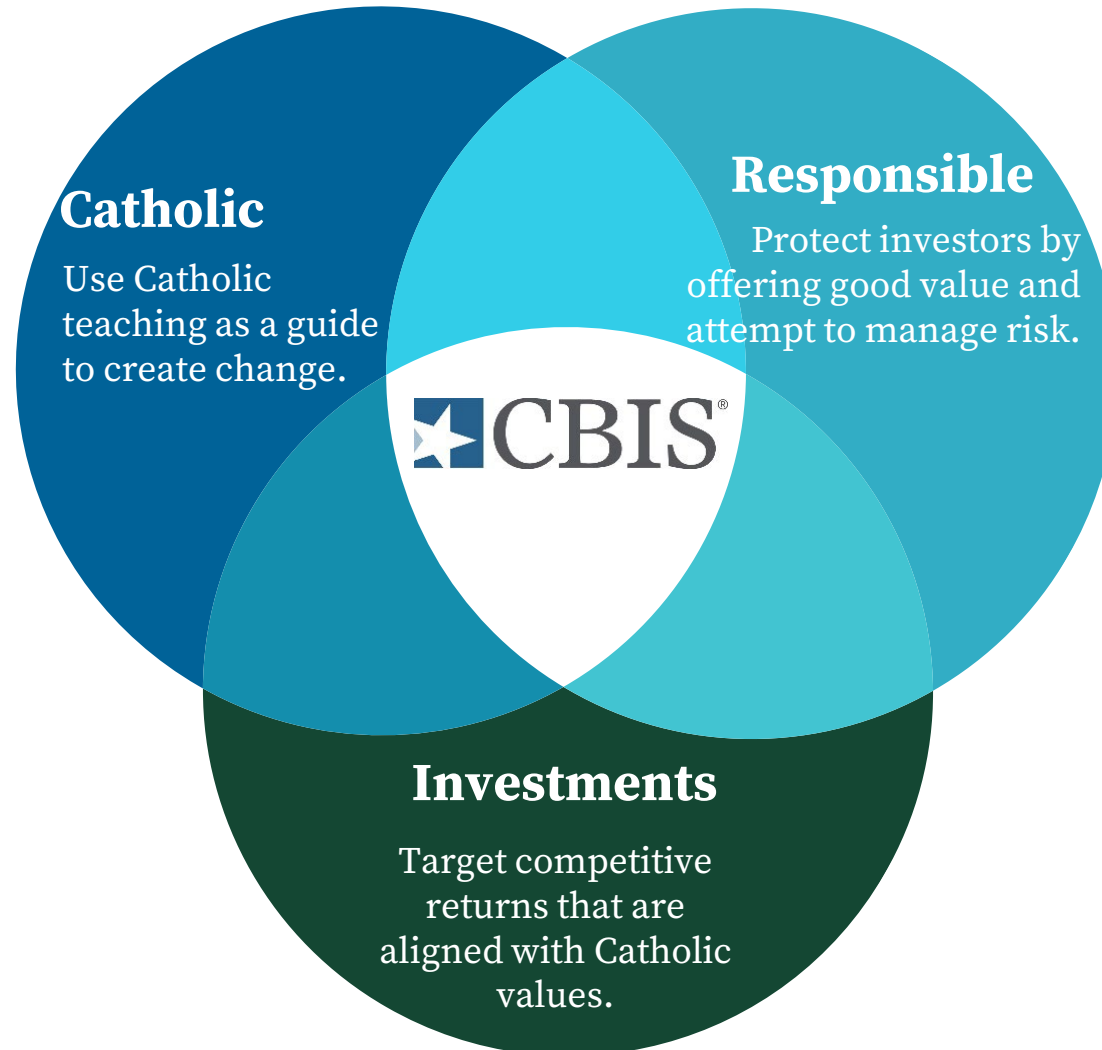 Catholic
Use Catholic
teaching as a guide
to create change.
Responsible
Protect investors by
offering good value and
attempt to manage risk.
CBIS®
Investments
Target competitive
returns that are
aligned with Catholic
values.